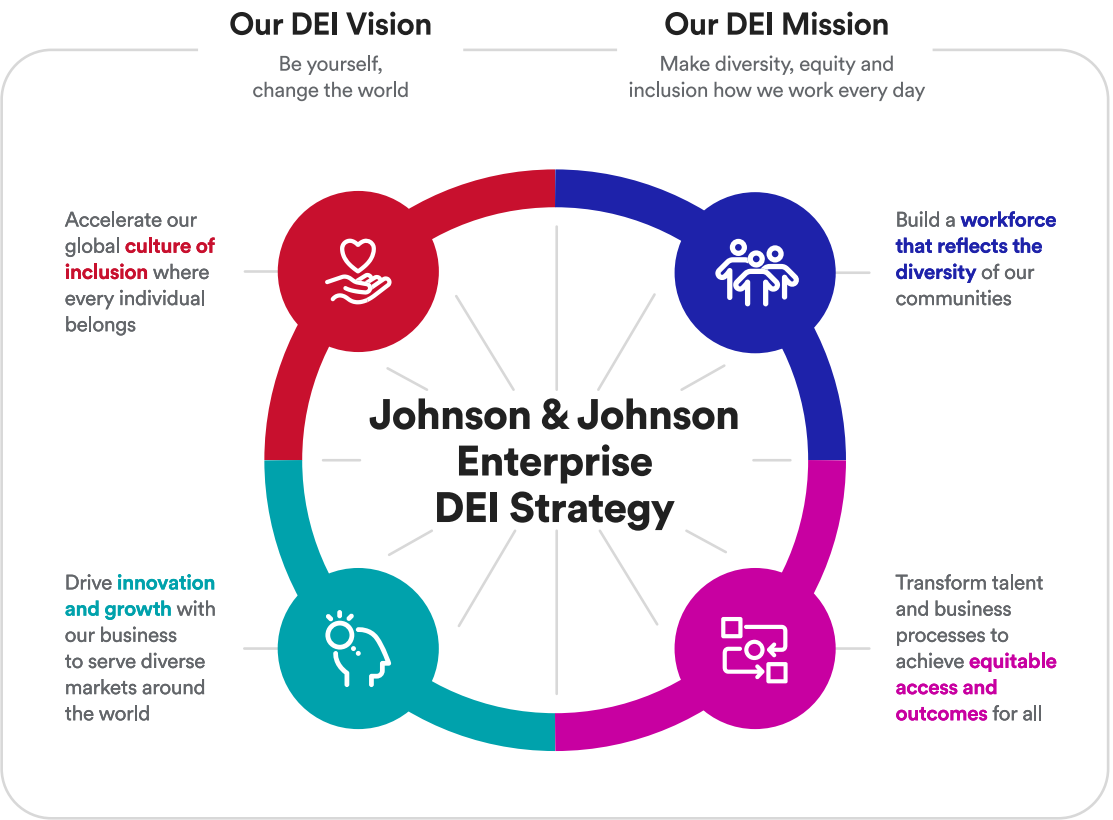 Our DEI Vision
Be yourself,
change the world
Our DEI Mission
Make diversity, equity and
inclusion how we work every day
Accelerate our
global culture of
inclusion where
every individual
belongs
Build a workforce
that reflects the
diversity of our
communities
Johnson & Johnson
Enterprise
DEI Strategy
Drive innovation
and growth with
our business
to serve diverse
markets around
the world
Transform talent
and business
processes to
achieve equitable
access and
outcomes for all